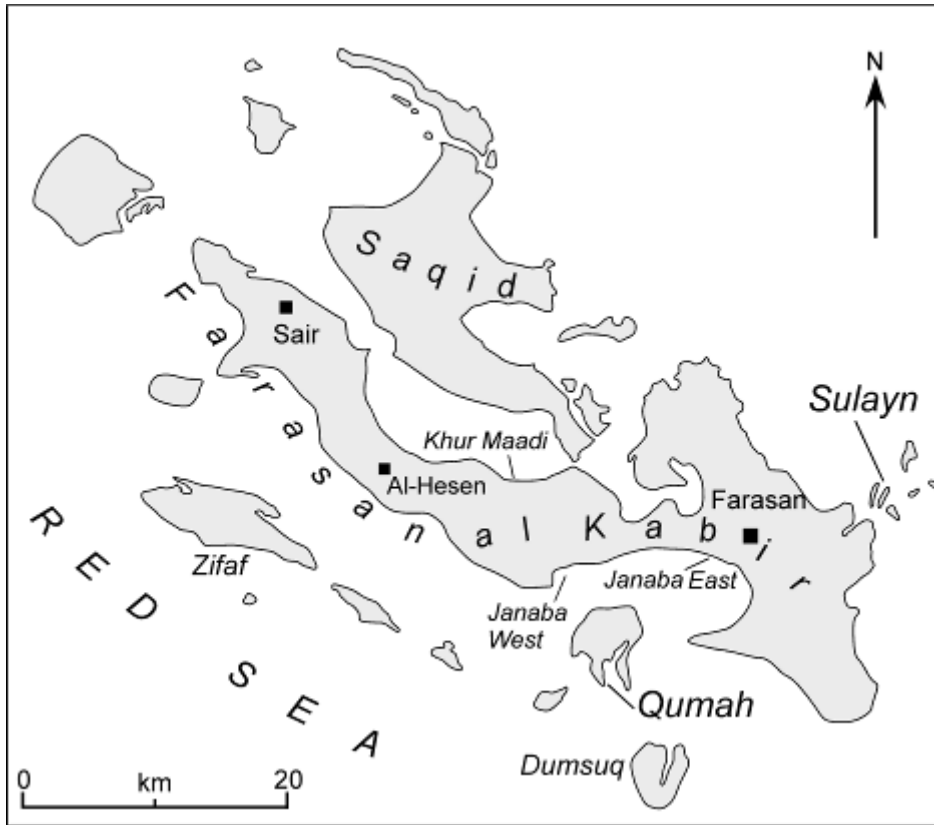 N
Saqid
Sair
Farasan al Kabir
Sulayn
Khur Maadi
Al-Hesen
Farasan
Zifaf
Janaba East
Janaba
West
RED SEA
Qumah
Dumsuq
0 km 20